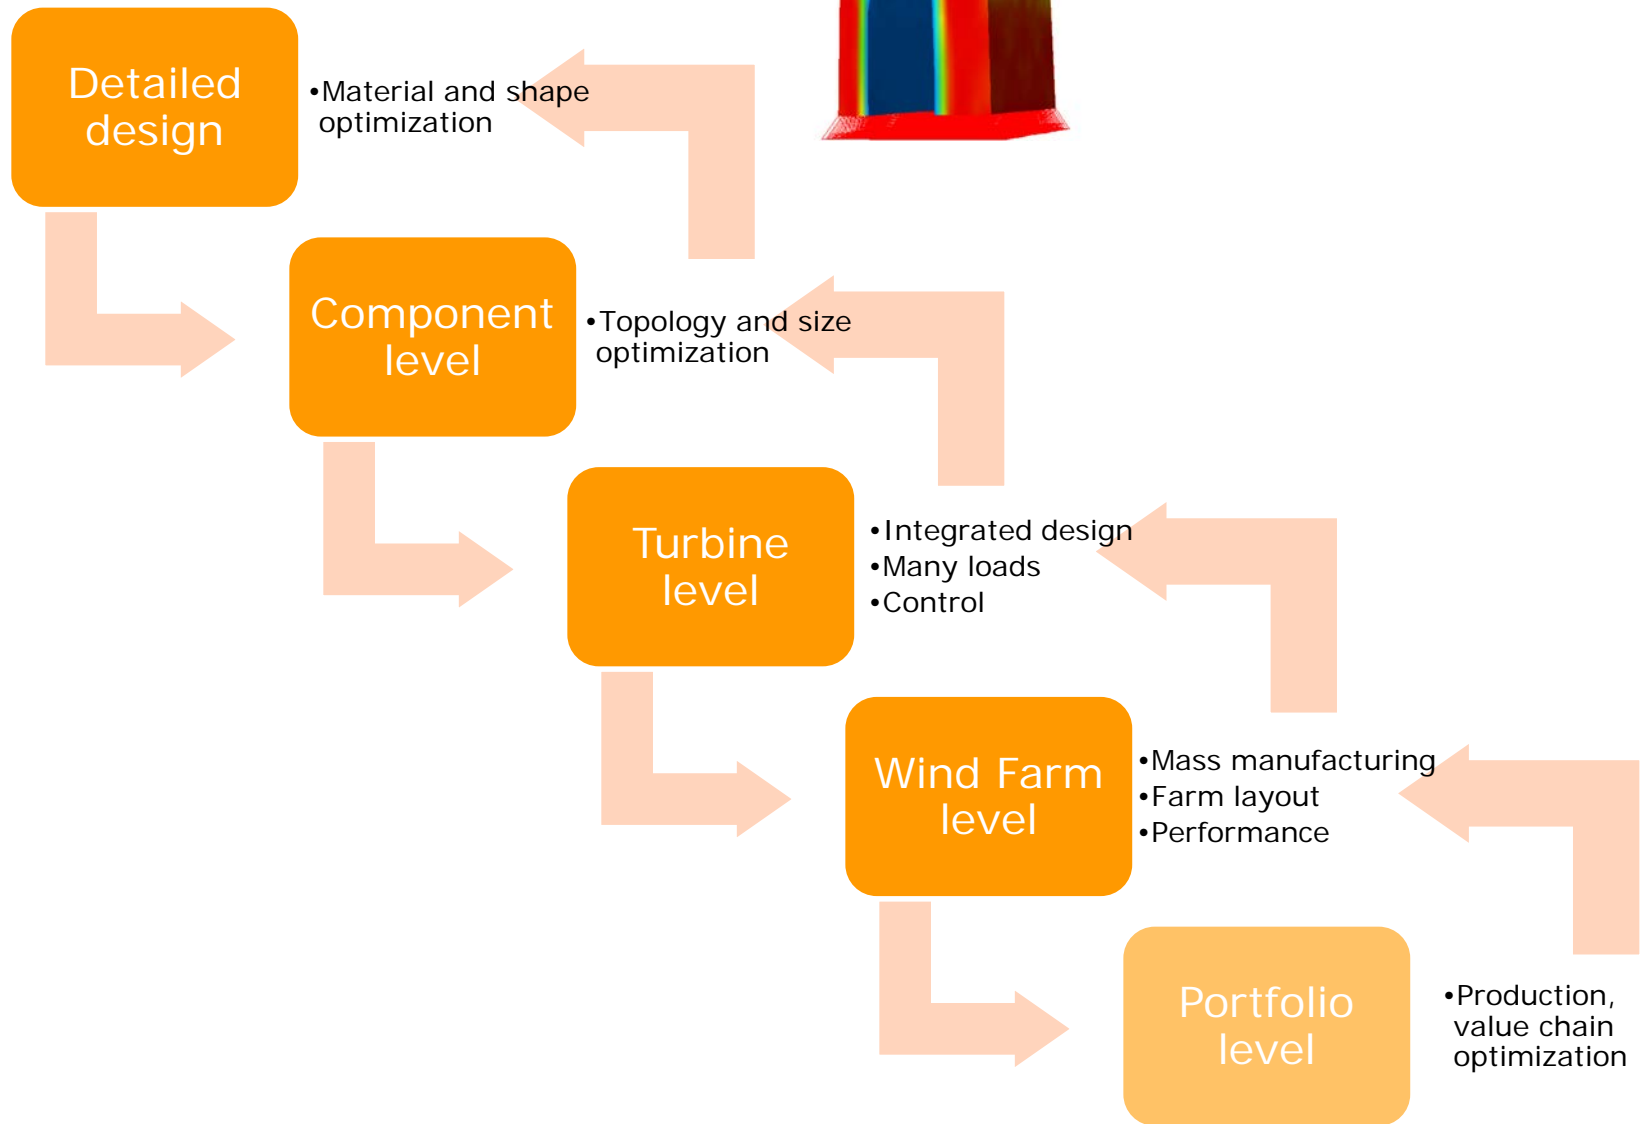 Detailed
design
•Material and shape
optimization
Component
level
•Topology and size
optimization
Turbine
level
•Integrated design
•Many loads
•Control
Wind Farm
level
•Mass manufacturing
•Farm layout
•Performance
Portfolio
level
•Production,
value chain
optimization